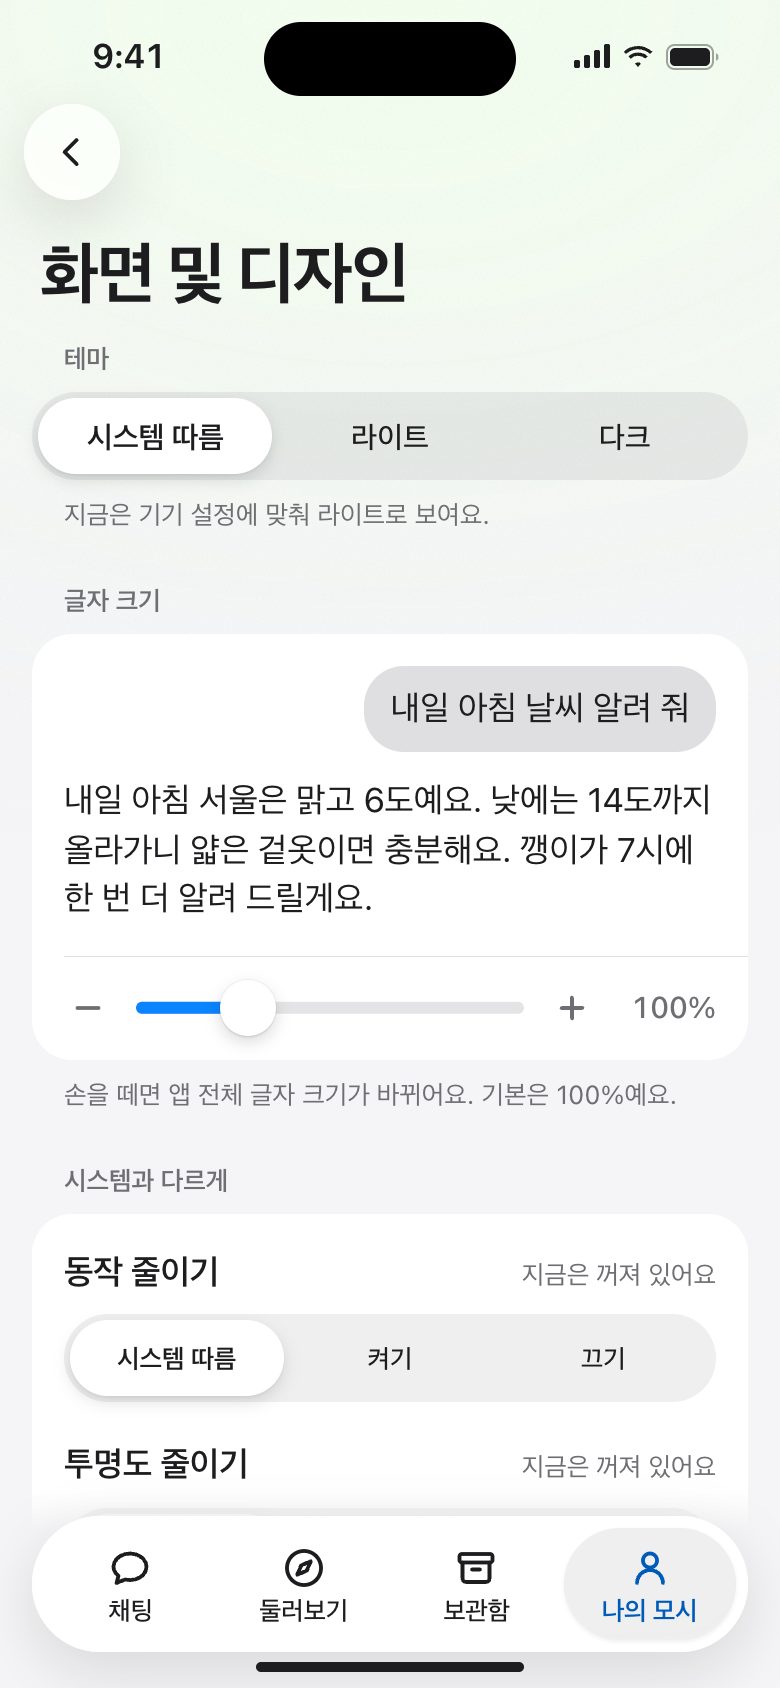 9:41
화면 및 디자인
테마
시스템 따름
라이트
다크
지금은 기기 설정에 맞춰 라이트로 보여요.
글자 크기
내일 아침 날씨 알려 줘
내일 아침 서울은 맑고 6도예요. 낮에는 14도까지
올라가니 얇은 겉옷이면 충분해요. 깽이가 7시에
한 번 더 알려 드릴게요.
100%
손을 떼면 앱 전체 글자 크기가 바뀌어요. 기본은 100%예요.
시스템과 다르게
동작 줄이기
지금은 꺼져 있어요
시스템 따름
켜기
끄기
투명도 줄이기
지금은 꺼져 있어요
채팅
둘러보기
보관함
나의 모시